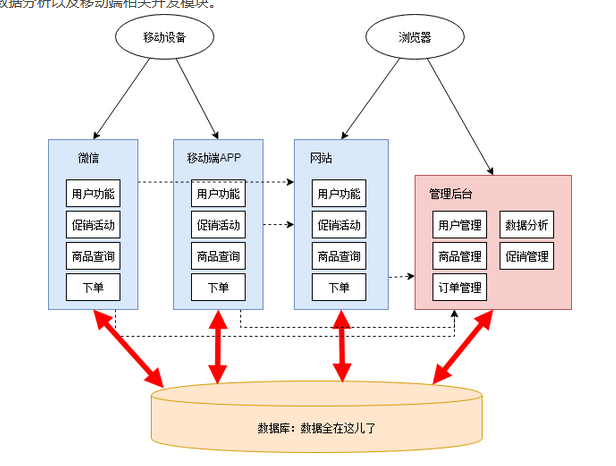 数据分析以及移动端相关开发模块。
移动设备
浏览器
微信
用户功能
促销活动
商品查询
下单
移动端APP
用户功能
促销活动
商品查询
下单
网站
用户功能
促销活动
商品查询
下单
管理后台
用户管理
数据分析
商品管理
促销管理
订单管理
数据库：数据全在这儿了